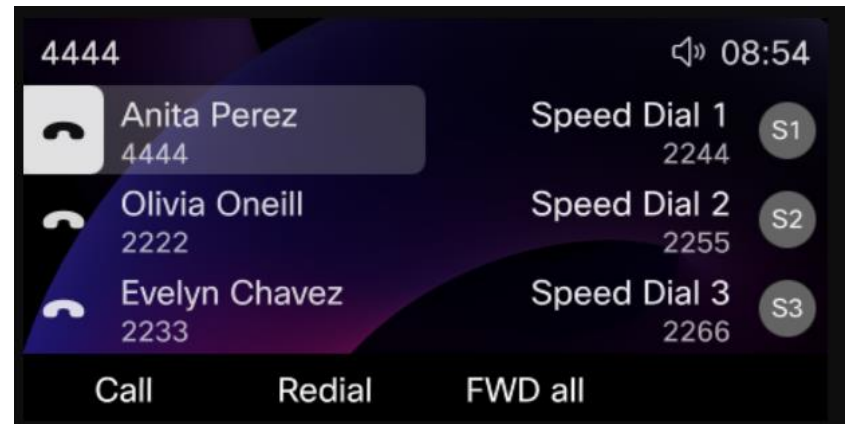 4444 08:54
Anita Perez Speed Dial 1 S1
4444 2244
Olivia Oneill Speed Dial 2 S2
2222 2255
Evelyn Chavez Speed Dial 3 S3
2233 2266
Call Redial FWD all